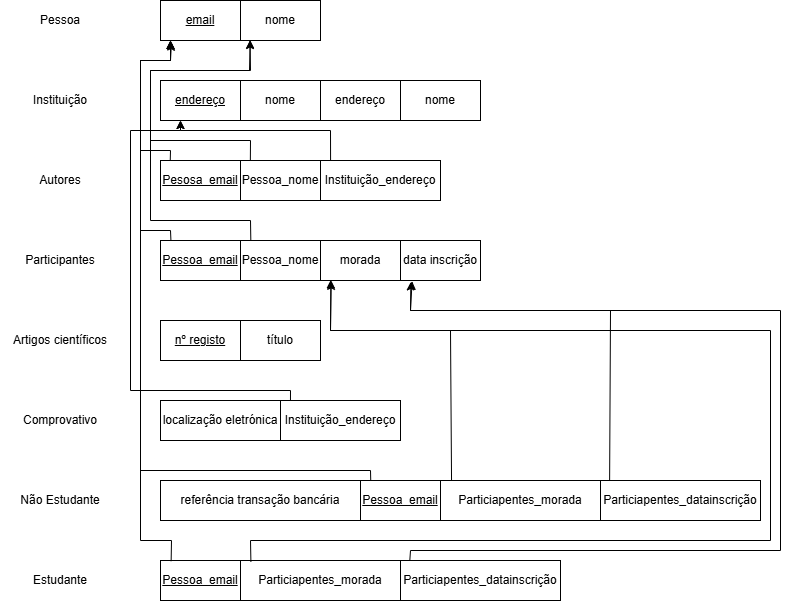 Pessoa email nome
Instituição endereço nome endereço nome
Autores Pesosa_email Pessoa_nome Instituição_endereço
Participantes Pessoa_email Pessoa_nome morada data inscrição
Artigos científicos nº registo título
Comprovativo localização eletrónica Instituição_endereço
Não Estudante referência transação bancária Pessoa_email Particiapentes_morada Particiapentes_datainscrição
Estudante Pessoa_email Particiapentes_morada Particiapentes_datainscrição